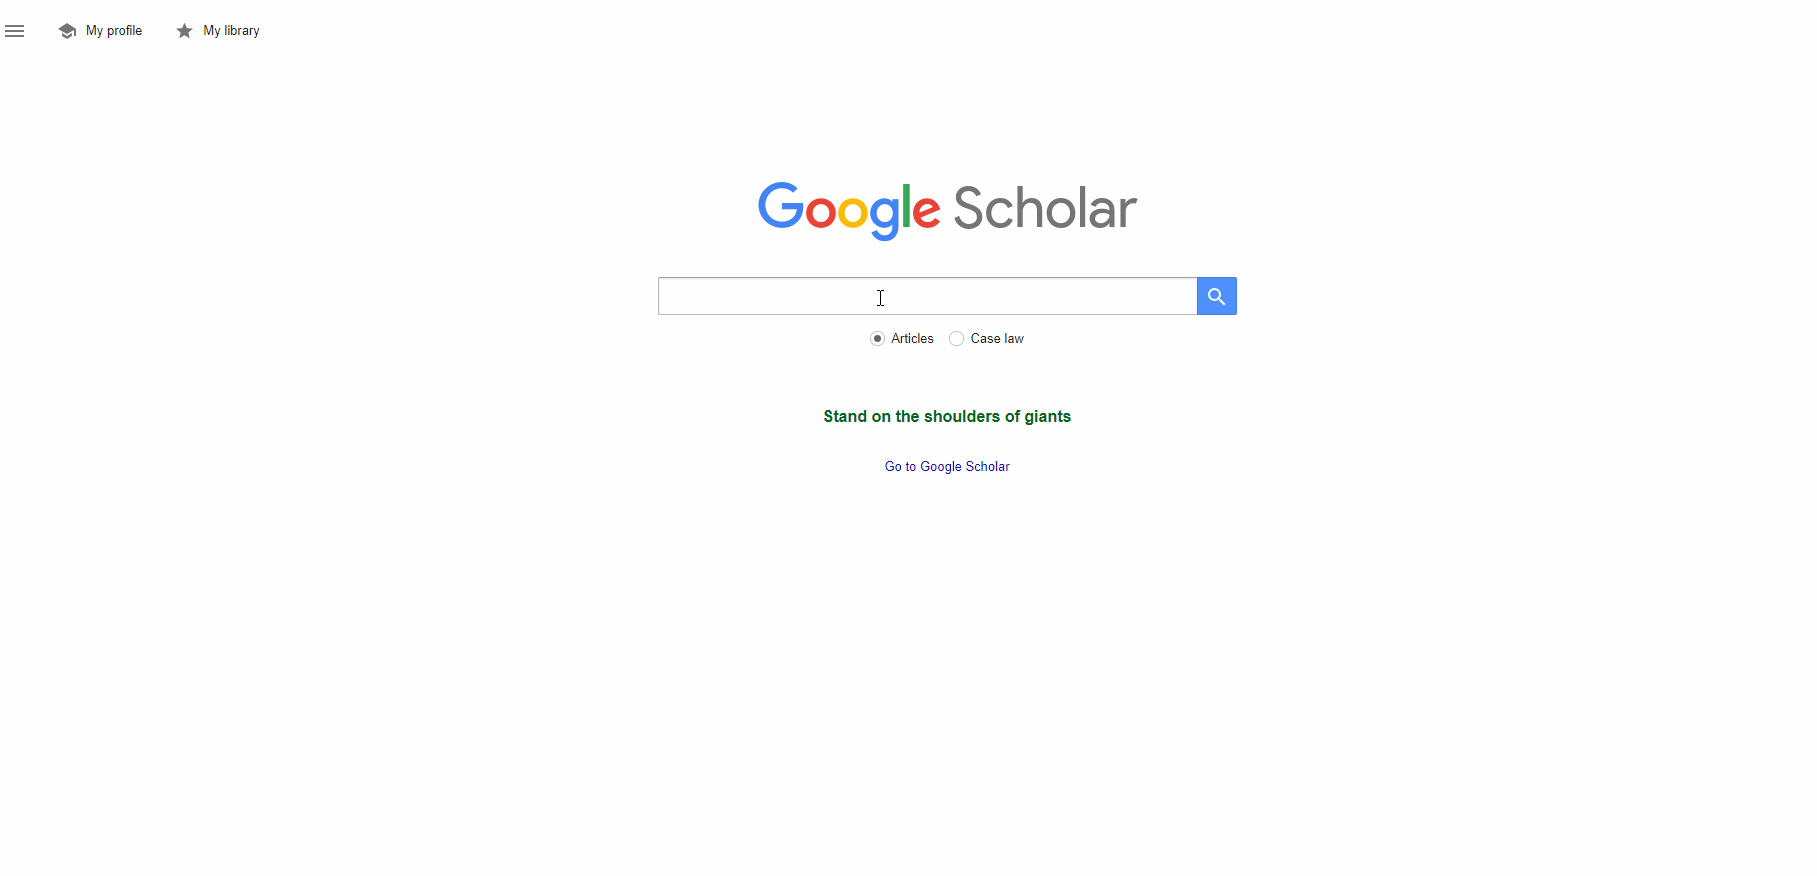 My profile
My library
Google Scholar
Articles
Case law
Stand on the shoulders of giants
Go to Google Scholar